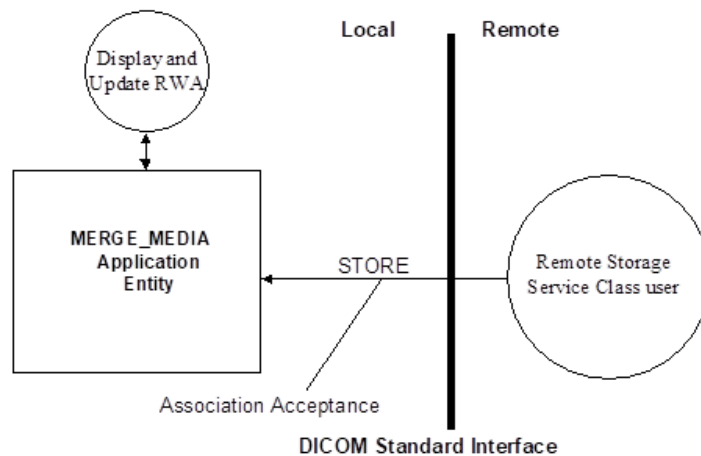 Local
Remote
Display and
Update RWA
MERGE_MEDIA
Application
Entity
STORE
Remote Storage
Service Class user
Association Acceptance
DICOM Standard Interface